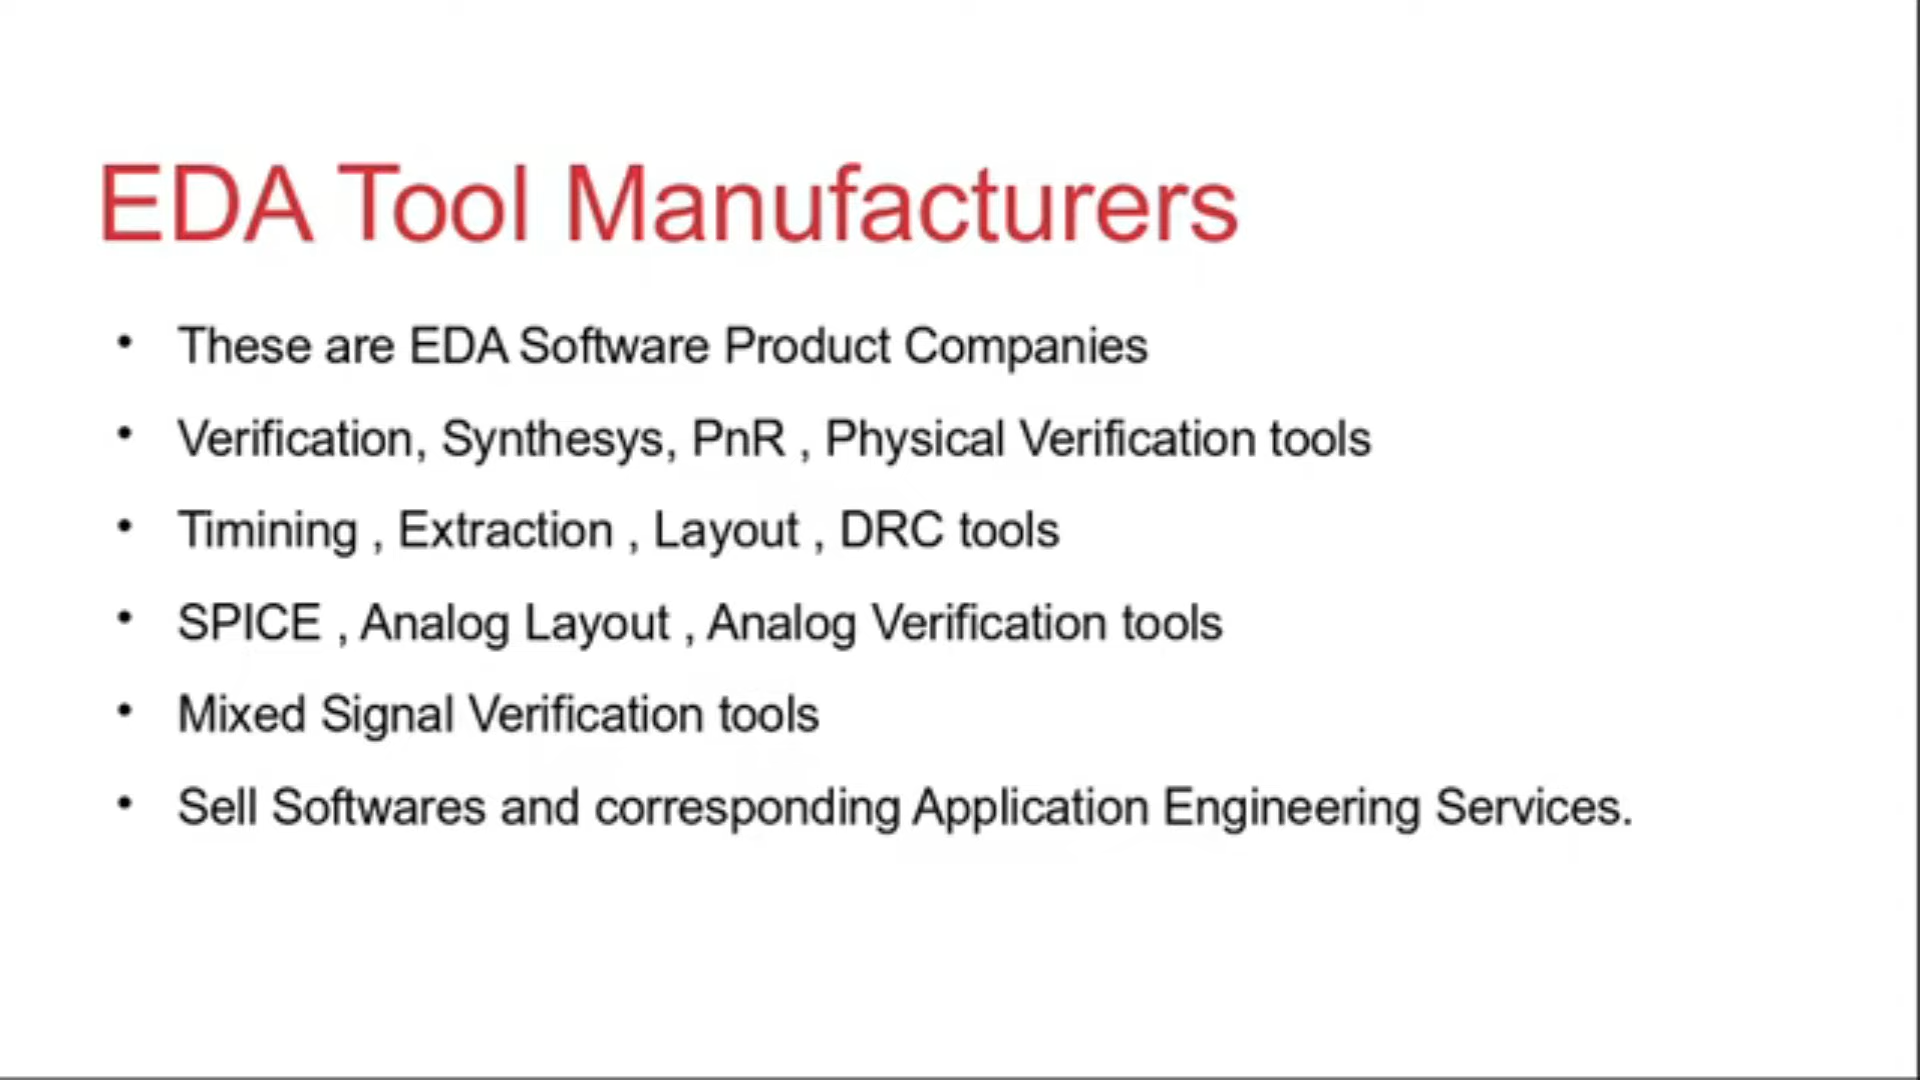 EDA Tool Manufacturers
• These are EDA Software Product Companies
• Verification, Synthesys, PnR , Physical Verification tools
• Timining , Extraction , Layout , DRC tools
• SPICE , Analog Layout , Analog Verification tools
• Mixed Signal Verification tools
• Sell Softwares and corresponding Application Engineering Services.